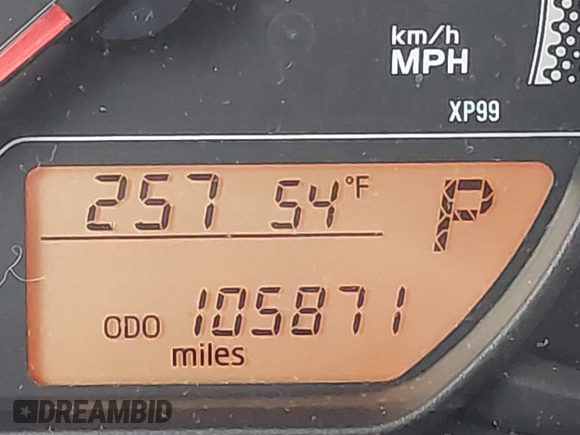 km/h
MPH
XP99
257 54°F P
ODO 105871
miles
DREAMBID